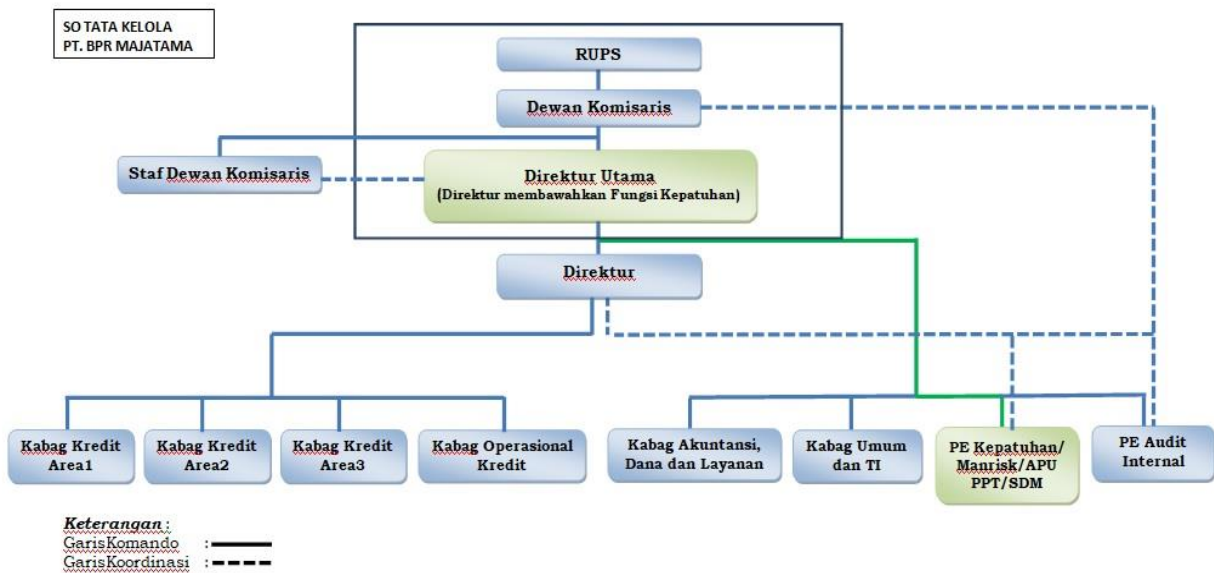 SO TATA KELOLA
PT. BPR MAJATAMA
RUPS
Dewan Komisaris
Staf Dewan Komisaris
Direktur Utama
(Direktur membawahkan Fungsi Kepatuhan)
Direktur
Kabag Kredit
Area1
Kabag Kredit
Area2
Kabag Kredit
Area3
Kabag Operasional
Kredit
Kabag Akuntansi,
Dana dan Layanan
Kabag Umum
dan TI
PE Kepatuhan/
Manrisk/APU
PPT/SDM
PE Audit
Internal
Keterangan :
GarisKomando :
GarisKoordinasi :